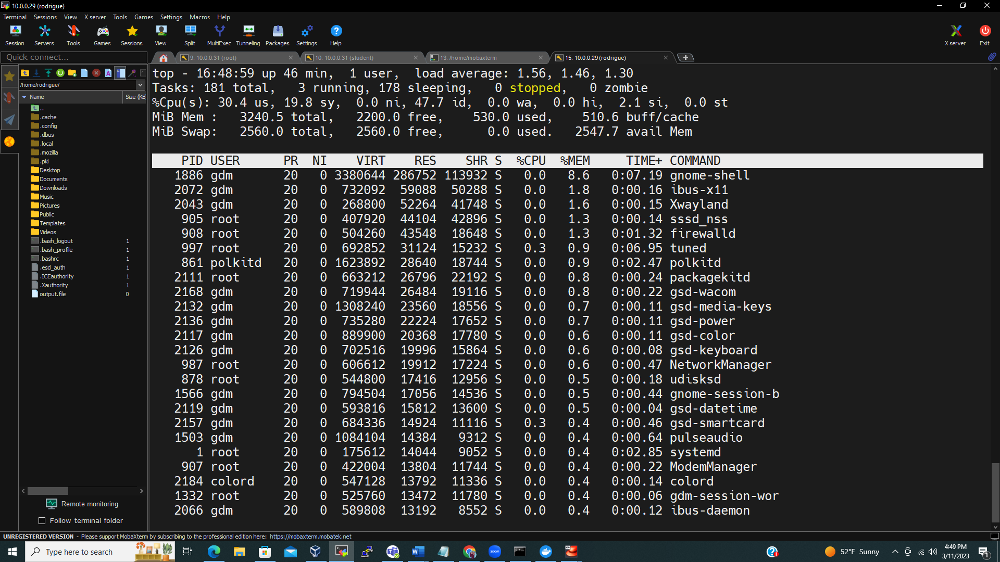 10.0.0.29 (rodrigue)
Terminal Sessions View X server Tools Games Settings Macros Help
Session Servers Tools Games Sessions View Split MultiExec Tunneling Packages Settings Help X server Exit
Quick connect...
9. 10.0.0.31 (root)
10. 10.0.0.31 (student)
13. /home/mobaxterm
15. 10.0.0.29 (rodrigue)
/home/rodrigue/
Name Size (KB
..
.cache
.config
.dbus
.local
.mozilla
.pki
Desktop
Documents
Downloads
Music
Pictures
Public
Templates
Videos
.bash_logout 1
.bash_profile 1
.bashrc 1
.esd_auth 1
.ICEauthority 1
.Xauthority 1
output.file 0
Remote monitoring
Follow terminal folder
top - 16:48:59 up 46 min, 1 user, load average: 1.56, 1.46, 1.30
Tasks: 181 total, 3 running, 178 sleeping, 0 stopped, 0 zombie
%Cpu(s): 30.4 us, 19.8 sy, 0.0 ni, 47.7 id, 0.0 wa, 0.0 hi, 2.1 si, 0.0 st
MiB Mem : 3240.5 total, 2200.0 free, 530.0 used, 510.6 buff/cache
MiB Swap: 2560.0 total, 2560.0 free, 0.0 used. 2547.7 avail Mem
PID USER PR NI VIRT RES SHR S %CPU %MEM TIME+ COMMAND
1886 gdm 20 0 3380644 286752 113932 S 0.0 8.6 0:07.19 gnome-shell
2072 gdm 20 0 732092 59088 50288 S 0.0 1.8 0:00.16 ibus-x11
2043 gdm 20 0 268800 52264 41748 S 0.0 1.6 0:00.15 Xwayland
905 root 20 0 407920 44104 42896 S 0.0 1.3 0:00.14 sssd_nss
908 root 20 0 504260 43548 18648 S 0.0 1.3 0:01.32 firewalld
997 root 20 0 692852 31124 15232 S 0.3 0.9 0:06.95 tuned
861 polkitd 20 0 1623892 28640 18744 S 0.0 0.9 0:02.47 polkitd
2111 root 20 0 663212 26796 22192 S 0.0 0.8 0:00.24 packagekitd
2168 gdm 20 0 719944 26484 19116 S 0.0 0.8 0:00.22 gsd-wacom
2132 gdm 20 0 1308240 23560 18556 S 0.0 0.7 0:00.11 gsd-media-keys
2136 gdm 20 0 735280 22224 17652 S 0.0 0.7 0:00.11 gsd-power
2117 gdm 20 0 889900 20368 17780 S 0.0 0.6 0:00.11 gsd-color
2126 gdm 20 0 702516 19996 15864 S 0.0 0.6 0:00.08 gsd-keyboard
987 root 20 0 606612 19912 17224 S 0.0 0.6 0:00.47 NetworkManager
878 root 20 0 544800 17416 12956 S 0.0 0.5 0:00.18 udisksd
1566 gdm 20 0 794504 17056 14536 S 0.0 0.5 0:00.44 gnome-session-b
2119 gdm 20 0 593816 15812 13600 S 0.0 0.5 0:00.04 gsd-datetime
2157 gdm 20 0 684336 14924 11116 S 0.3 0.4 0:00.46 gsd-smartcard
1503 gdm 20 0 1084104 14384 9312 S 0.0 0.4 0:00.64 pulseaudio
1 root 20 0 175612 14044 9052 S 0.0 0.4 0:02.85 systemd
907 root 20 0 422004 13804 11744 S 0.0 0.4 0:00.22 ModemManager
2184 colord 20 0 547128 13792 11336 S 0.0 0.4 0:00.14 colord
1332 root 20 0 525760 13472 11780 S 0.0 0.4 0:00.06 gdm-session-wor
2066 gdm 20 0 589808 13192 8552 S 0.0 0.4 0:00.12 ibus-daemon
UNREGISTERED VERSION - Please support MobaXterm by subscribing to the professional edition here: https://mobaxterm.mobatek.net
Type here to search
zoom
52°F Sunny
4:49 PM
3/11/2023
1